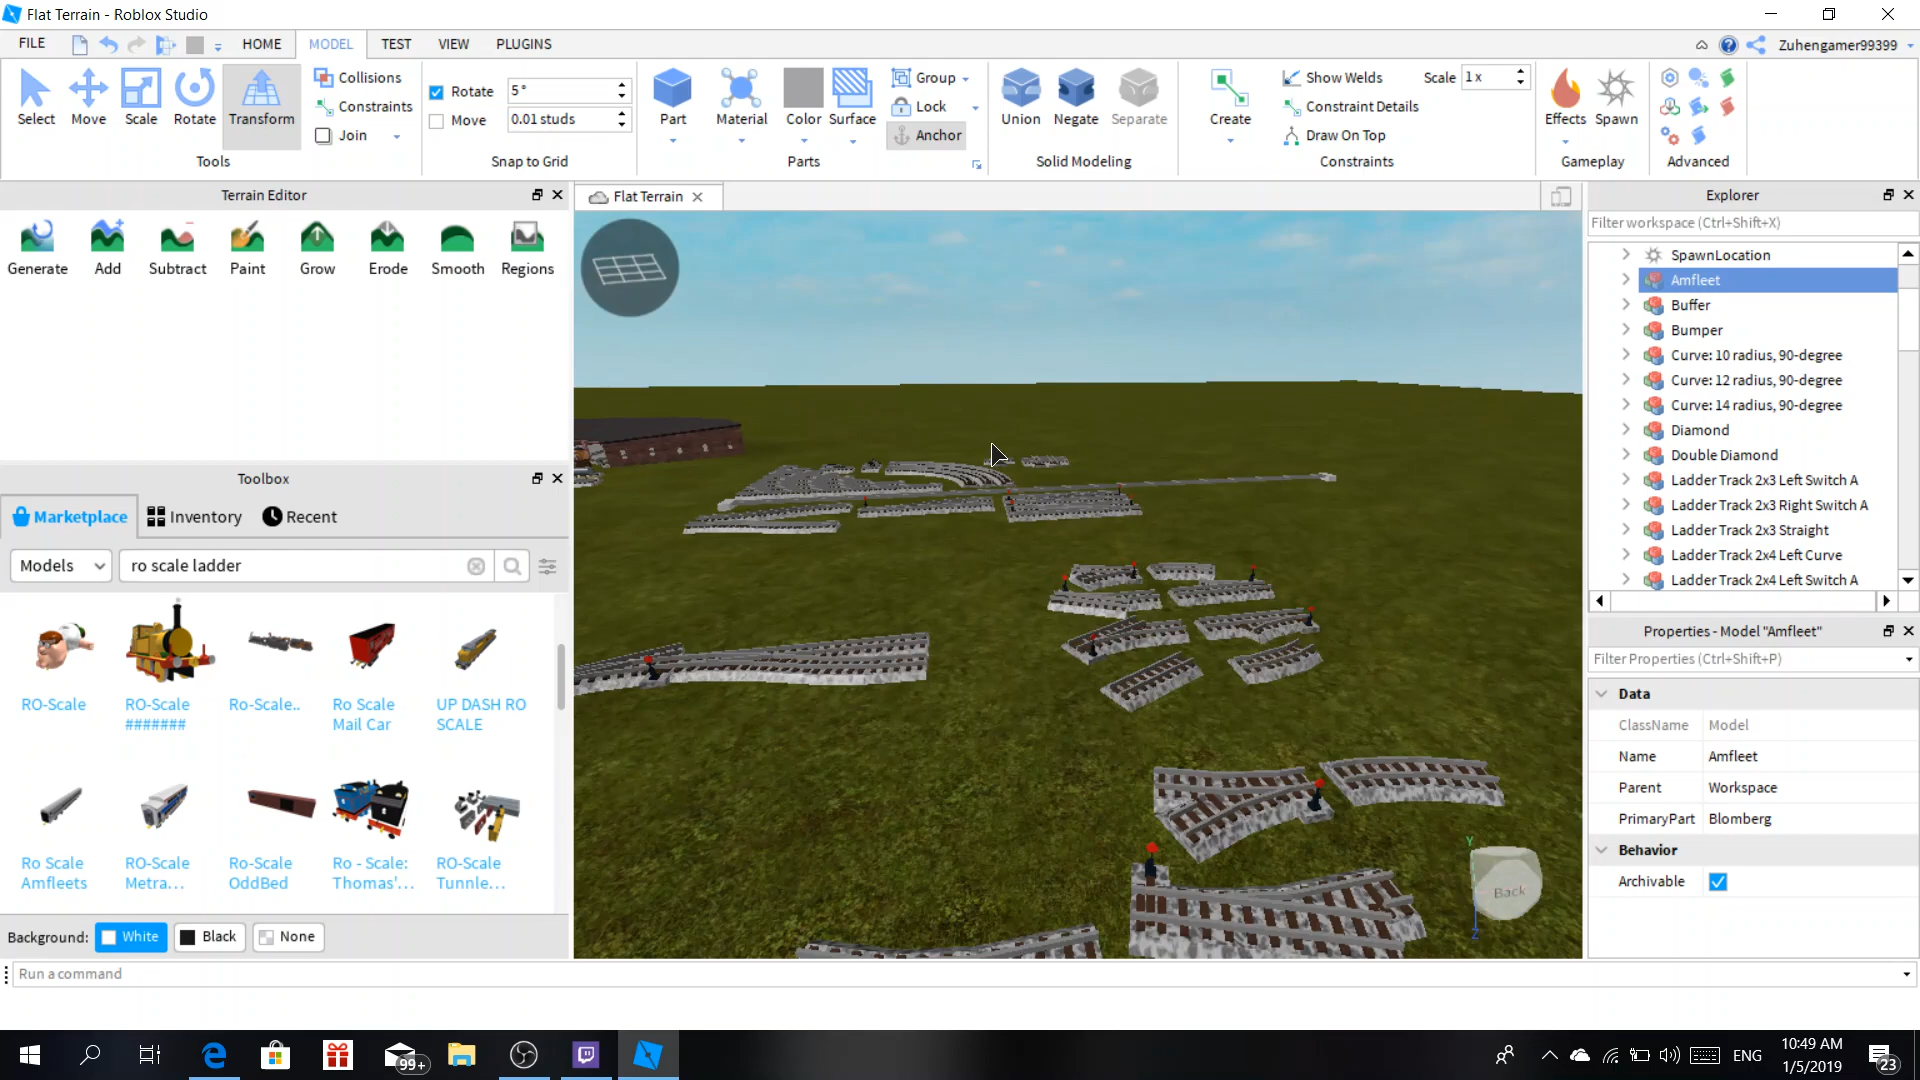 Flat Terrain - Roblox Studio
FILE
HOME
MODEL
TEST
VIEW
PLUGINS
Zuhengamer99399
Select
Move
Scale
Rotate
Transform
Tools
Collisions
Constraints
Join
Rotate
5°
Move
0.01 studs
Snap to Grid
Part
Material
Color
Surface
Parts
Group
Lock
Anchor
Union
Negate
Separate
Solid Modeling
Create
Show Welds
Scale
1 x
Constraint Details
Draw On Top
Constraints
Effects
Spawn
Gameplay
Advanced
Terrain Editor
Generate
Add
Subtract
Paint
Grow
Erode
Smooth
Regions
Toolbox
Marketplace
Inventory
Recent
Models
ro scale ladder
RO-Scale
RO-Scale #######
Ro-Scale..
Ro Scale Mail Car
UP DASH RO SCALE
Ro Scale Amfleets
RO-Scale Metra...
Ro-Scale OddBed
Ro - Scale: Thomas'...
RO-Scale Tunnle...
Background:
White
Black
None
Run a command
Flat Terrain
Back
Y
Z
Explorer
Filter workspace (Ctrl+Shift+X)
SpawnLocation
Amfleet
Buffer
Bumper
Curve: 10 radius, 90-degree
Curve: 12 radius, 90-degree
Curve: 14 radius, 90-degree
Diamond
Double Diamond
Ladder Track 2x3 Left Switch A
Ladder Track 2x3 Right Switch A
Ladder Track 2x3 Straight
Ladder Track 2x4 Left Curve
Ladder Track 2x4 Left Switch A
Properties - Model "Amfleet"
Filter Properties (Ctrl+Shift+P)
Data
ClassName Model
Name Amfleet
Parent Workspace
PrimaryPart Blomberg
Behavior
Archivable
99+
ENG
10:49 AM
1/5/2019
23